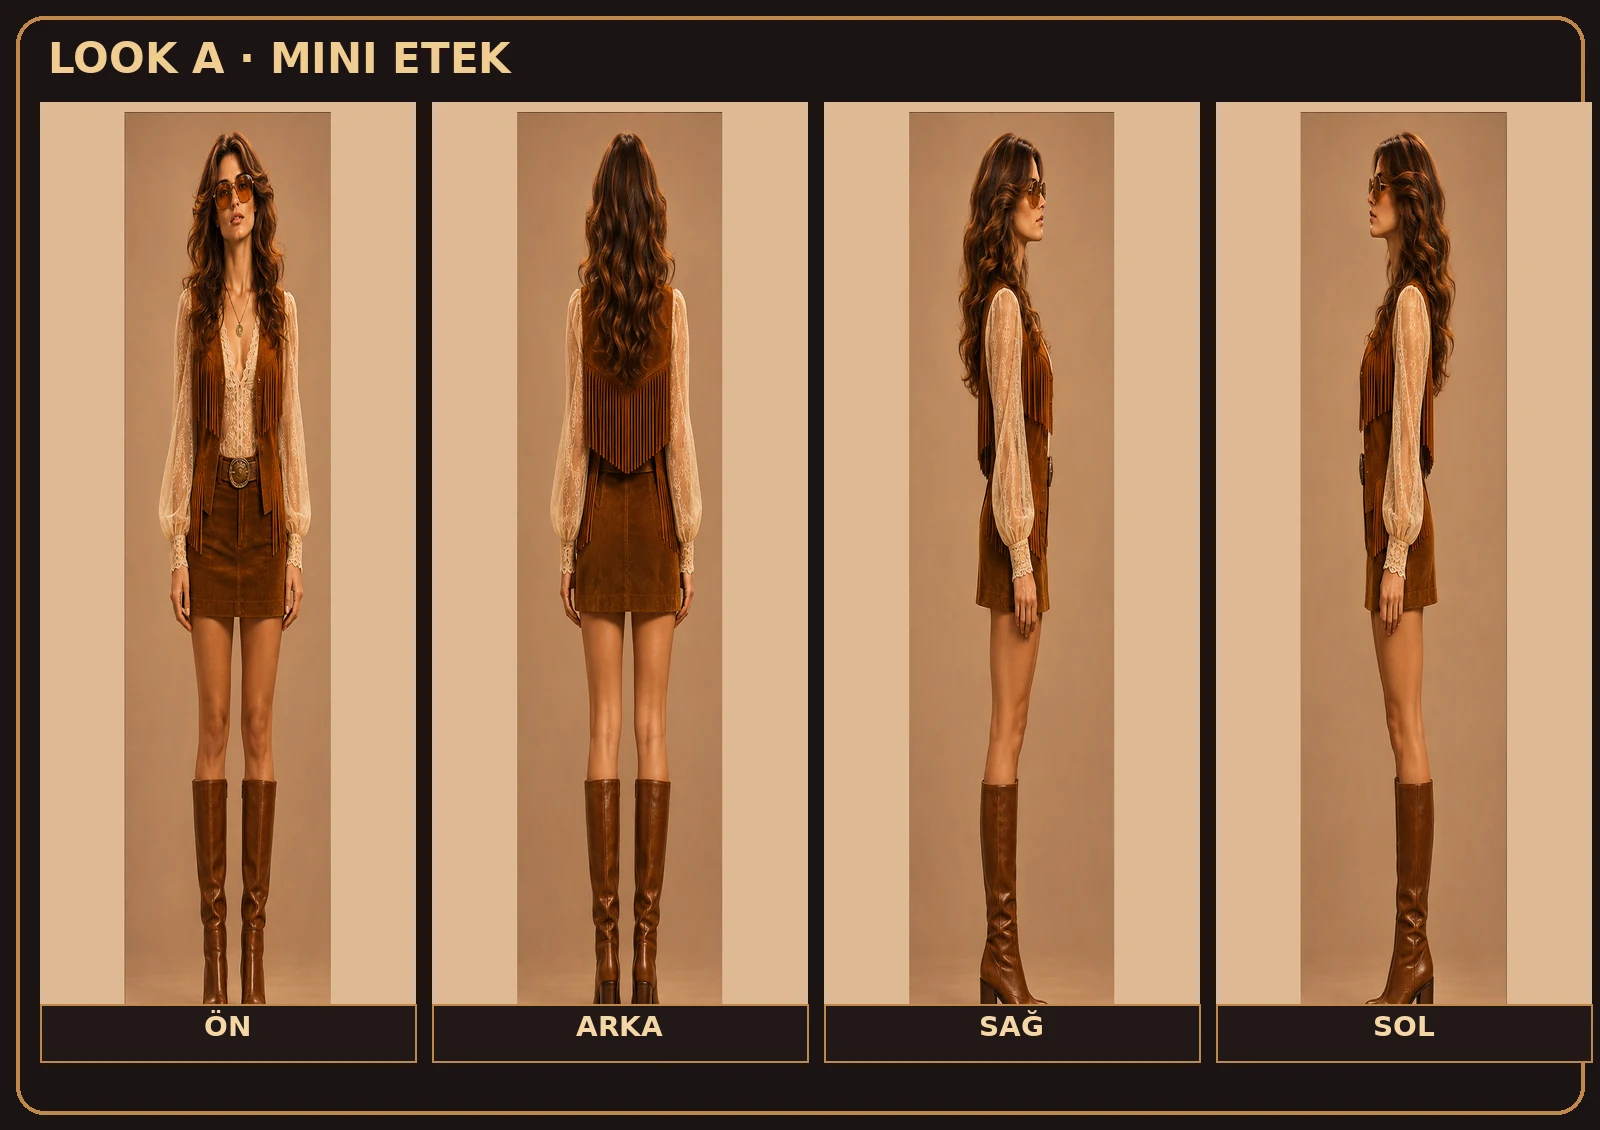 LOOK A · MINI ETEK
ÖN
ARKA
SAĞ
SOL